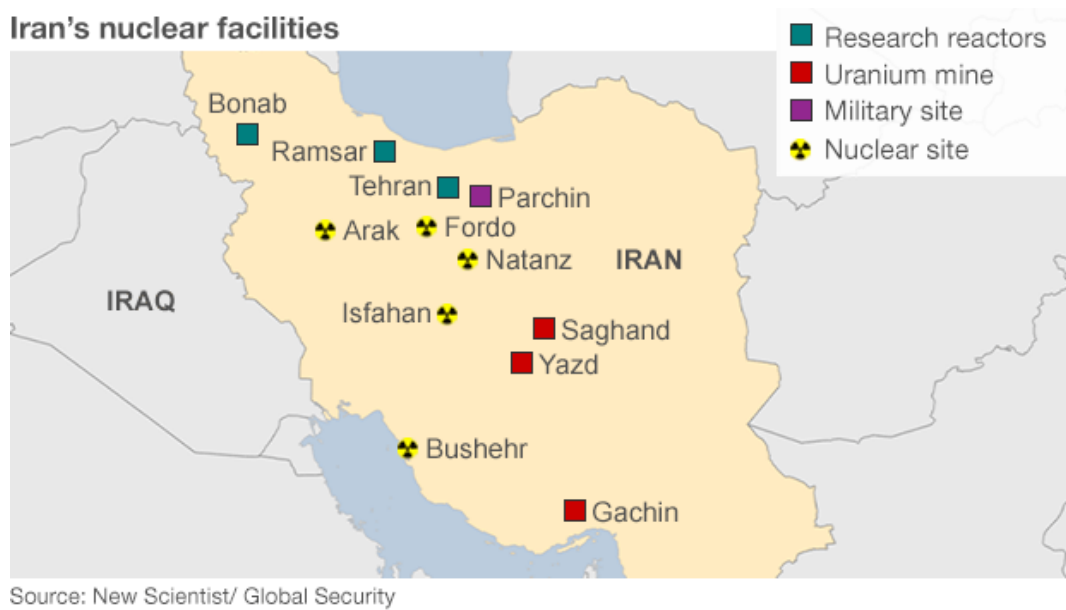 Iran's nuclear facilities
Research reactors
Uranium mine
Military site
Nuclear site
Bonab
Ramsar
Tehran
Parchin
Arak
Fordo
Natanz
IRAN
IRAQ
Isfahan
Saghand
Yazd
Bushehr
Gachin
Source: New Scientist/ Global Security